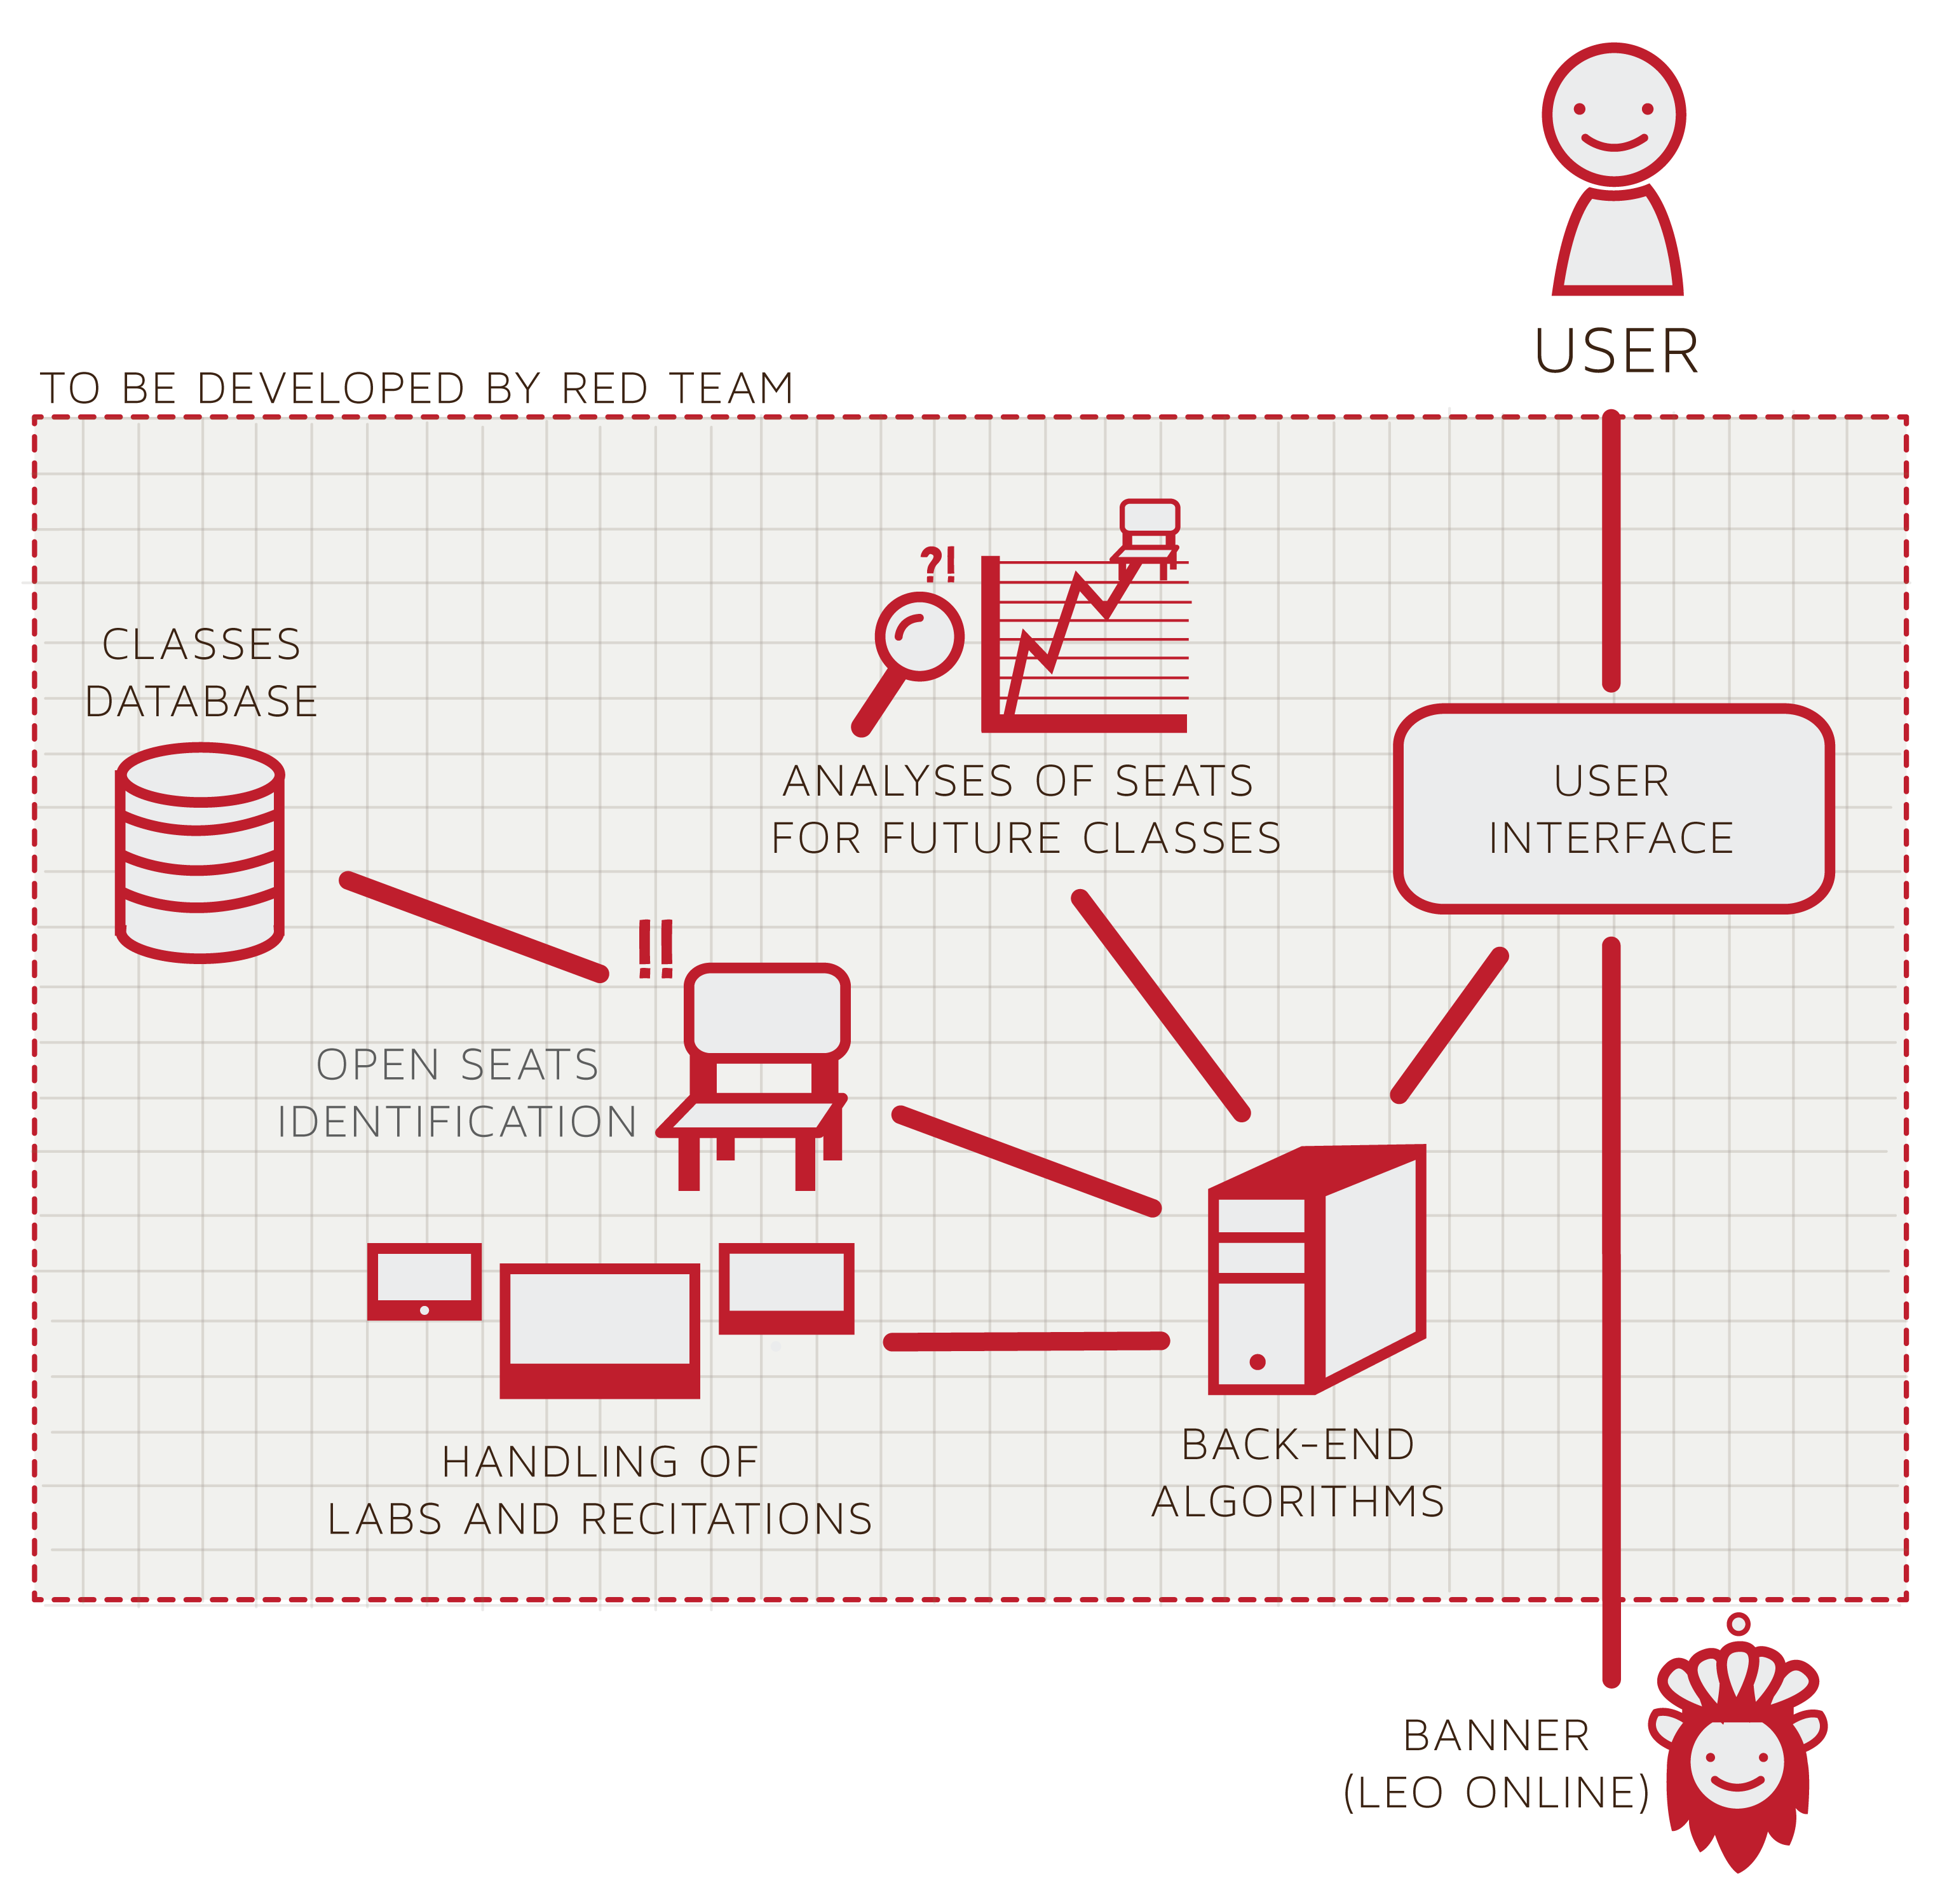 USER
TO BE DEVELOPED BY RED TEAM
?!
CLASSES
DATABASE
ANALYSES OF SEATS
FOR FUTURE CLASSES
USER
INTERFACE
!!
OPEN SEATS
IDENTIFICATION
HANDLING OF
LABS AND RECITATIONS
BACK-END
ALGORITHMS
BANNER
(LEO ONLINE)